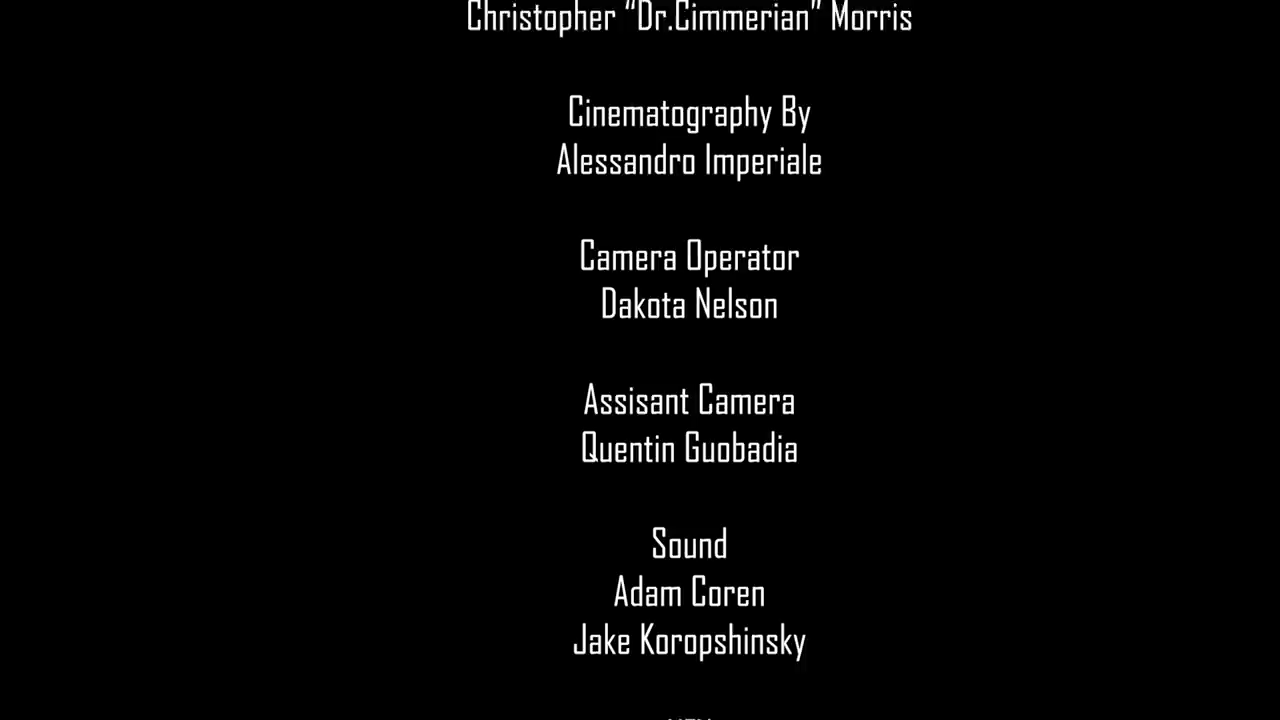 Christopher “Dr.Cimmerian” Morris
Cinematography By
Alessandro Imperiale
Camera Operator
Dakota Nelson
Assisant Camera
Quentin Guobadia
Sound
Adam Coren
Jake Koropshinsky